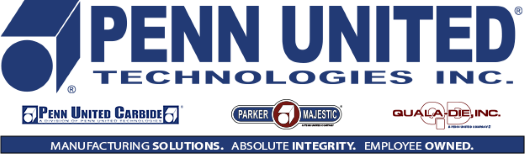 PENN UNITED®
TECHNOLOGIES INC.
®
PENN UNITED CARBIDE®
A DIVISION OF PENN UNITED TECHNOLOGIES
PARKER MAJESTIC®
QUALA-DIE, INC.
MANUFACTURING SOLUTIONS. ABSOLUTE INTEGRITY. EMPLOYEE OWNED.